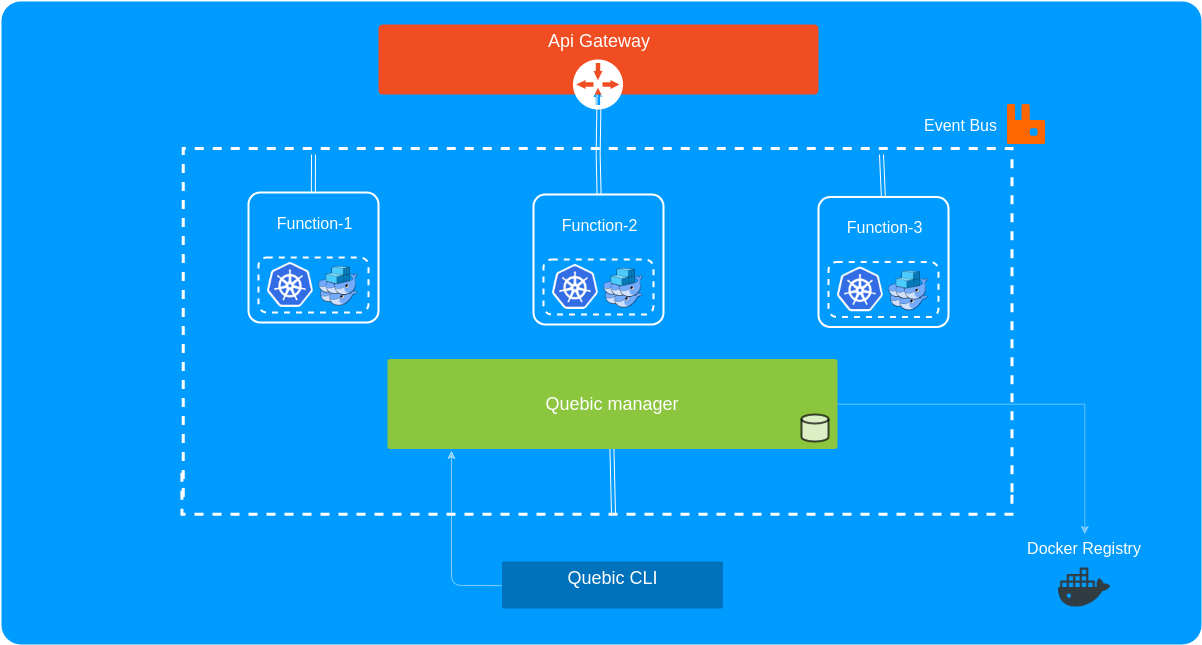 Api Gateway
Event Bus
Function-1
Function-2
Function-3
Quebic manager
Docker Registry
Quebic CLI